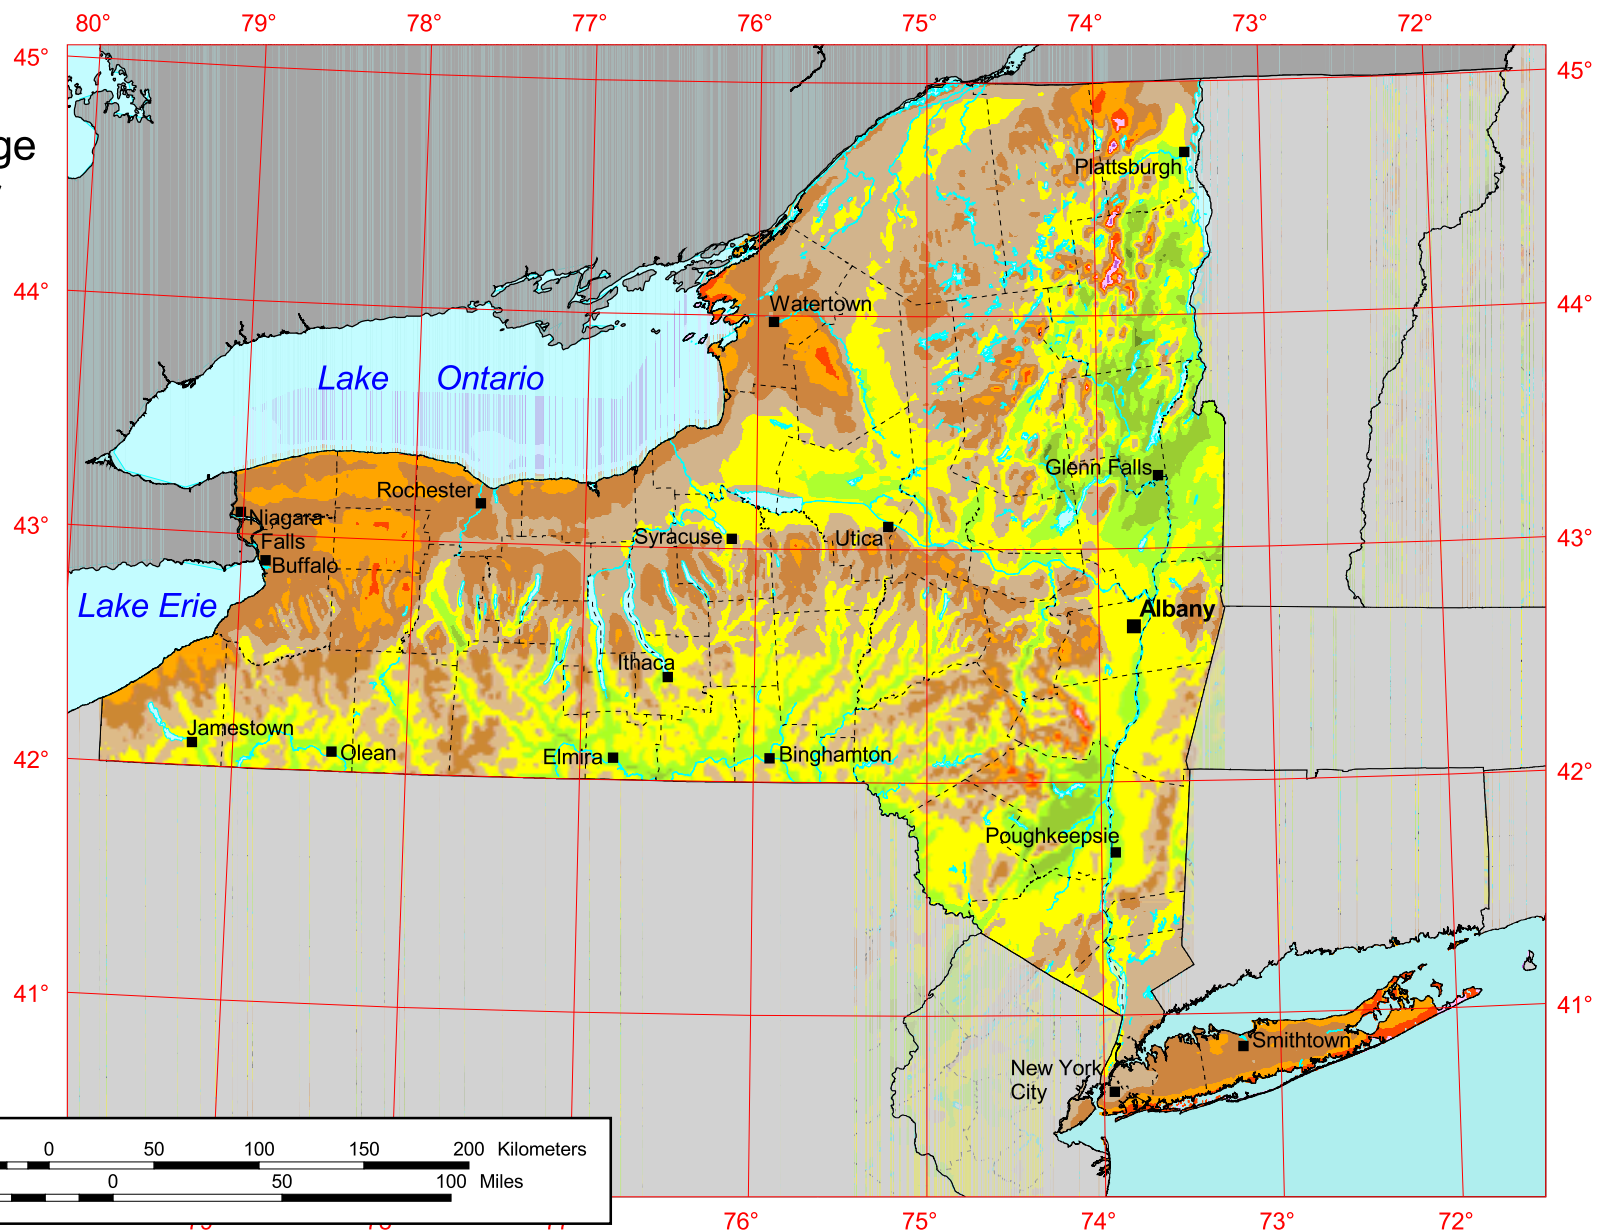 80° 79° 78° 77° 76° 75° 74° 73° 72°
45° 45°
ge
Plattsburgh
44° 44°
Watertown
Lake Ontario
Glenn Falls
Rochester
Niagara
Falls
43° 43°
Syracuse
Utica
Buffalo
Lake Erie
Albany
Ithaca
Jamestown
Olean
Elmira
Binghamton
42° 42°
Poughkeepsie
41° 41°
Smithtown
New York
City
0 50 100 150 200 Kilometers
0 50 100 Miles
76° 75° 74° 73° 72°